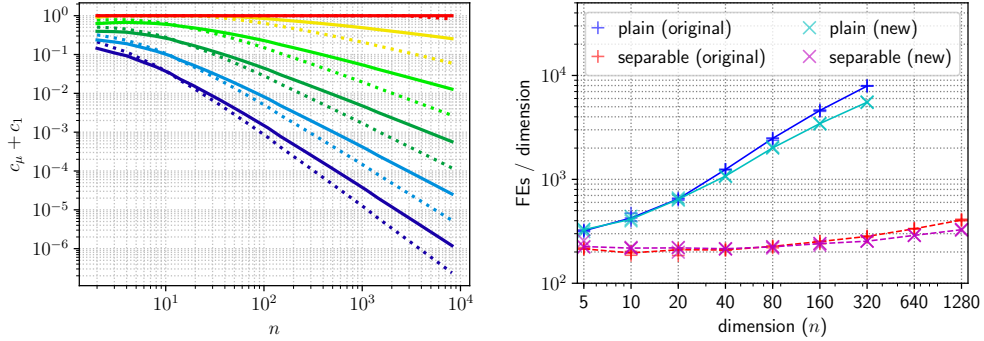 10^0
10^-1
10^-2
10^-3
10^-4
10^-5
10^-6
c_μ + c_1
10^1 10^2 10^3 10^4
n
plain (original) plain (new)
separable (original) separable (new)
10^4
10^3
10^2
FEs / dimension
5 10 20 40 80 160 320 640 1280
dimension (n)